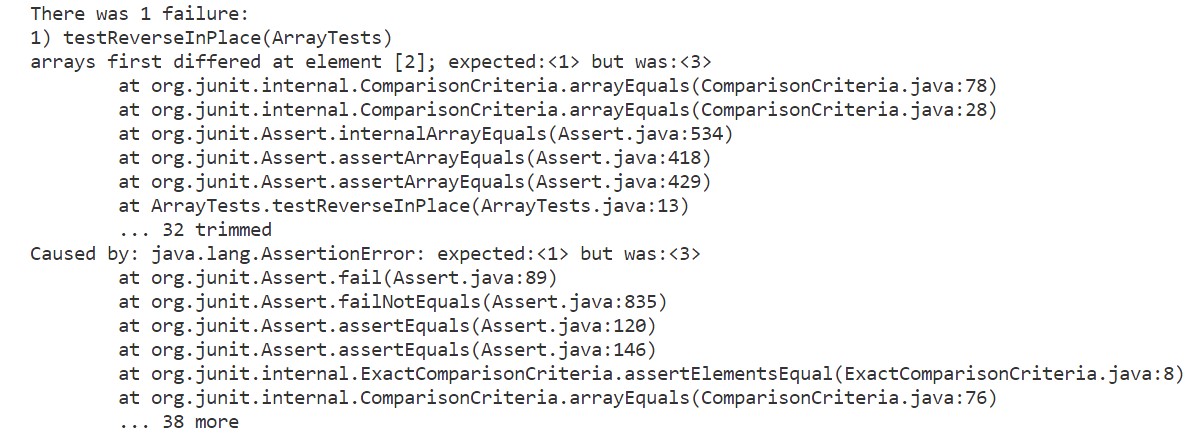 There was 1 failure:
1) testReverseInPlace(ArrayTests)
arrays first differed at element [2]; expected:<1> but was:<3>
at org.junit.internal.ComparisonCriteria.arrayEquals(ComparisonCriteria.java:78)
at org.junit.internal.ComparisonCriteria.arrayEquals(ComparisonCriteria.java:28)
at org.junit.Assert.internalArrayEquals(Assert.java:534)
at org.junit.Assert.assertArrayEquals(Assert.java:418)
at org.junit.Assert.assertArrayEquals(Assert.java:429)
at ArrayTests.testReverseInPlace(ArrayTests.java:13)
... 32 trimmed
Caused by: java.lang.AssertionError: expected:<1> but was:<3>
at org.junit.Assert.fail(Assert.java:89)
at org.junit.Assert.failNotEquals(Assert.java:835)
at org.junit.Assert.assertEquals(Assert.java:120)
at org.junit.Assert.assertEquals(Assert.java:146)
at org.junit.internal.ExactComparisonCriteria.assertElementsEqual(ExactComparisonCriteria.java:8)
at org.junit.internal.ComparisonCriteria.arrayEquals(ComparisonCriteria.java:76)
... 38 more